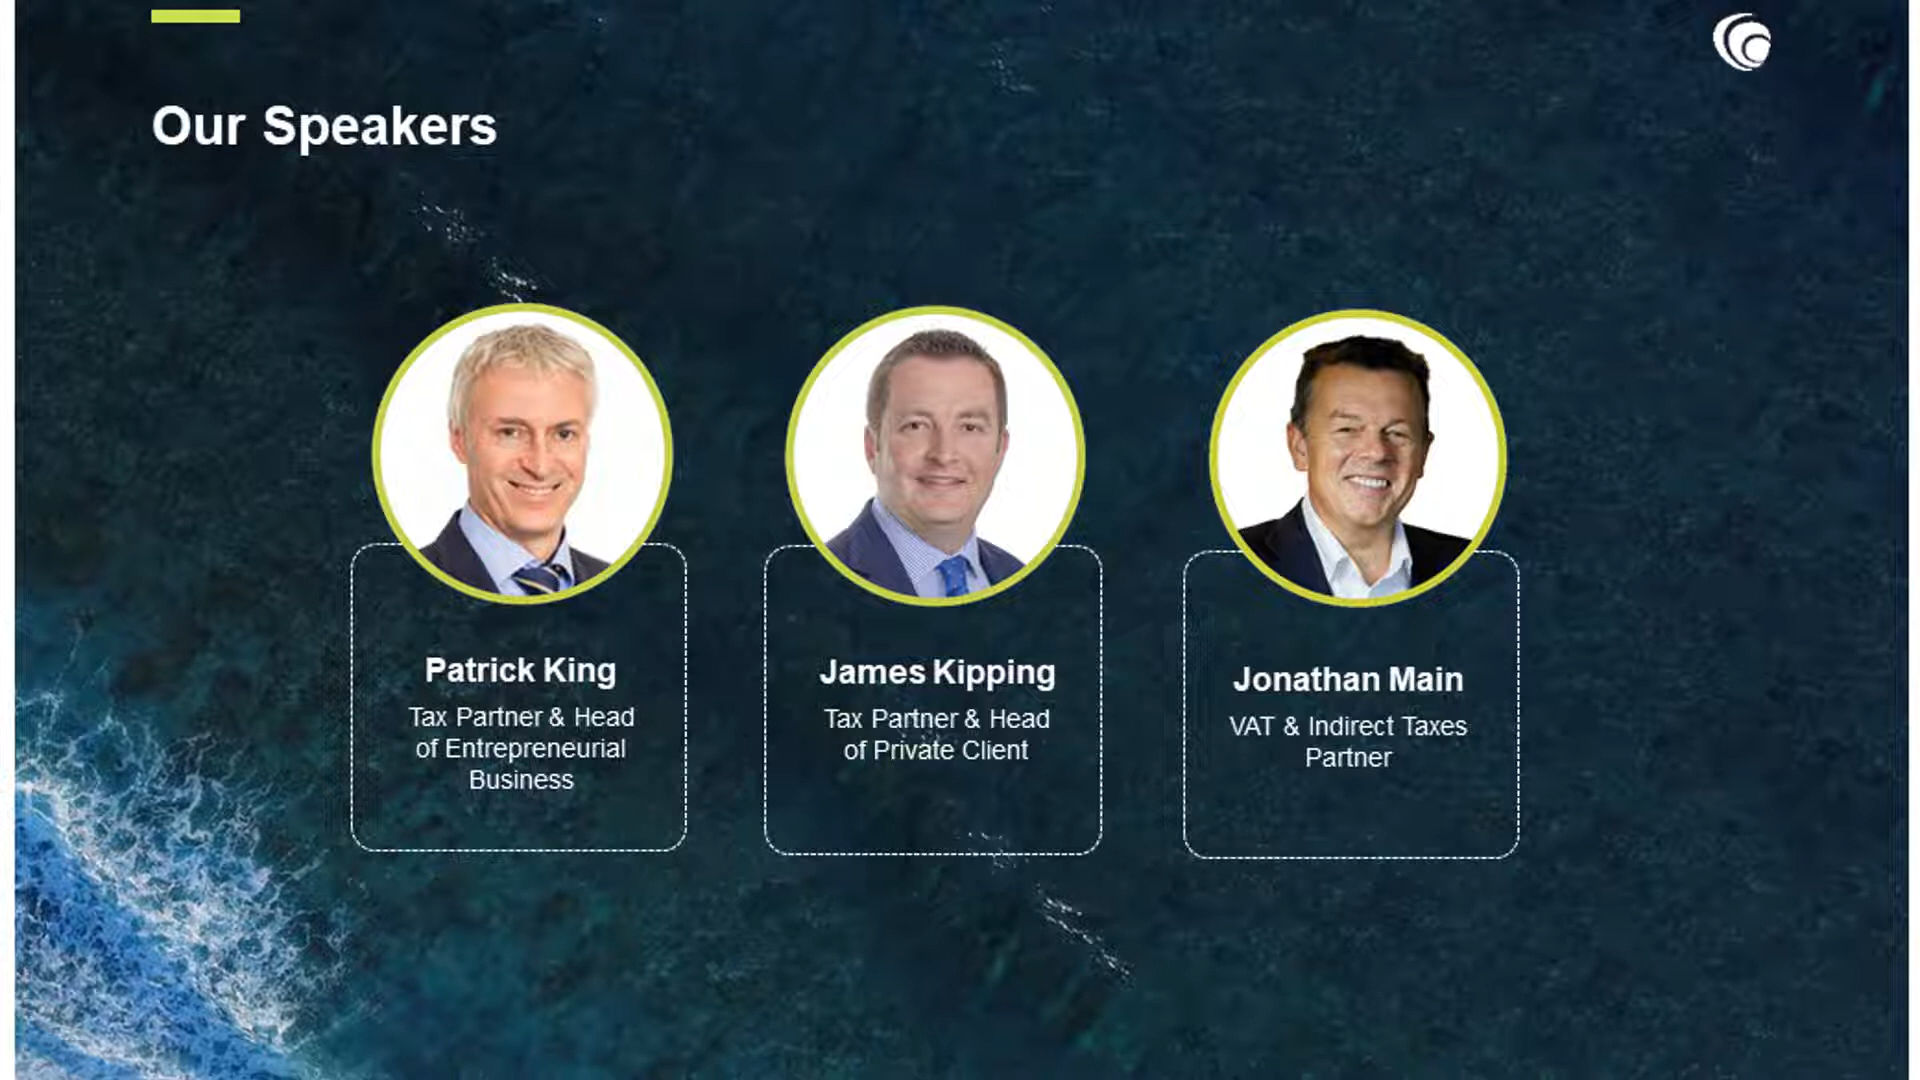 Our Speakers
Patrick King
Tax Partner & Head
of Entrepreneurial
Business
James Kipping
Tax Partner & Head
of Private Client
Jonathan Main
VAT & Indirect Taxes
Partner